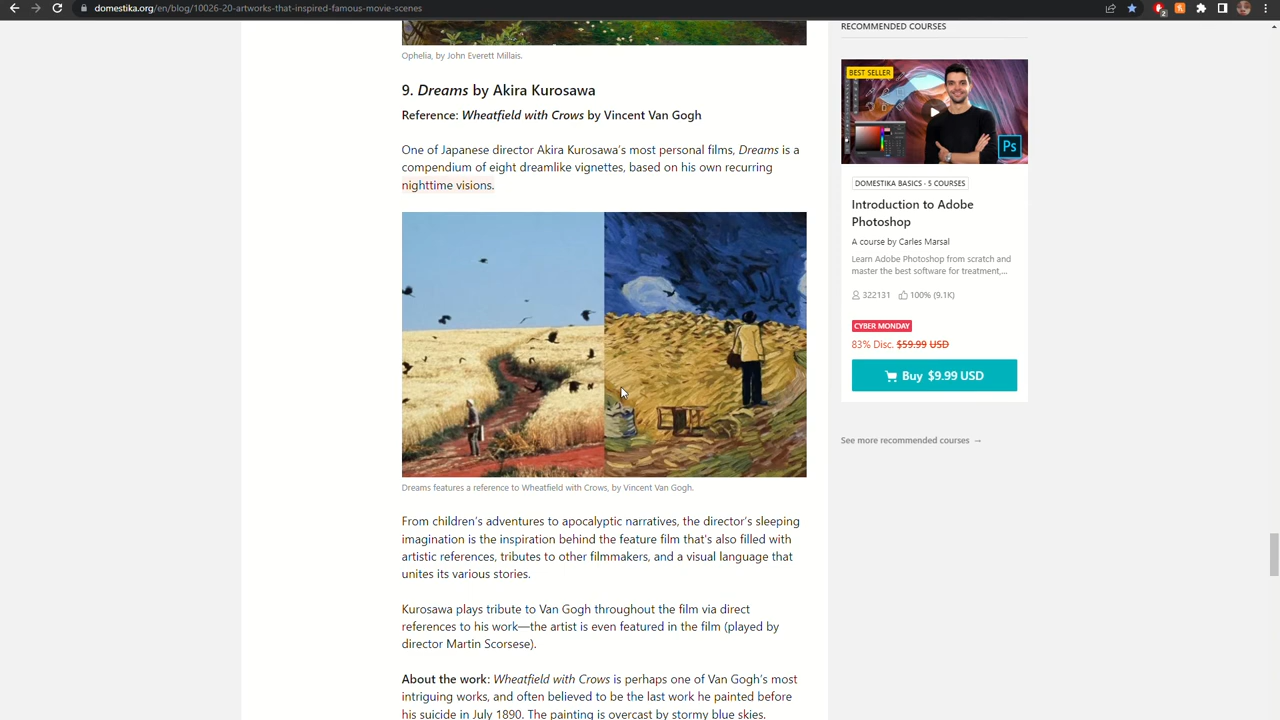 domestika.org/en/blog/10026-20-artworks-that-inspired-famous-movie-scenes
2
Ophelia, by John Everett Millais.
9. Dreams by Akira Kurosawa
Reference: Wheatfield with Crows by Vincent Van Gogh
One of Japanese director Akira Kurosawa's most personal films, Dreams is a
compendium of eight dreamlike vignettes, based on his own recurring
nighttime visions.
Dreams features a reference to Wheatfield with Crows, by Vincent Van Gogh.
From children's adventures to apocalyptic narratives, the director's sleeping
imagination is the inspiration behind the feature film that's also filled with
artistic references, tributes to other filmmakers, and a visual language that
unites its various stories.
Kurosawa plays tribute to Van Gogh throughout the film via direct
references to his work—the artist is even featured in the film (played by
director Martin Scorsese).
About the work: Wheatfield with Crows is perhaps one of Van Gogh's most
intriguing works, and often believed to be the last work he painted before
his suicide in July 1890. The painting is overcast by stormy blue skies.
RECOMMENDED COURSES
BEST SELLER
Ps
DOMESTIKA BASICS - 5 COURSES
Introduction to Adobe
Photoshop
A course by Carles Marsal
Learn Adobe Photoshop from scratch and
master the best software for treatment,...
322131 100% (9.1K)
CYBER MONDAY
83% Disc. $59.99 USD
Buy $9.99 USD
See more recommended courses →